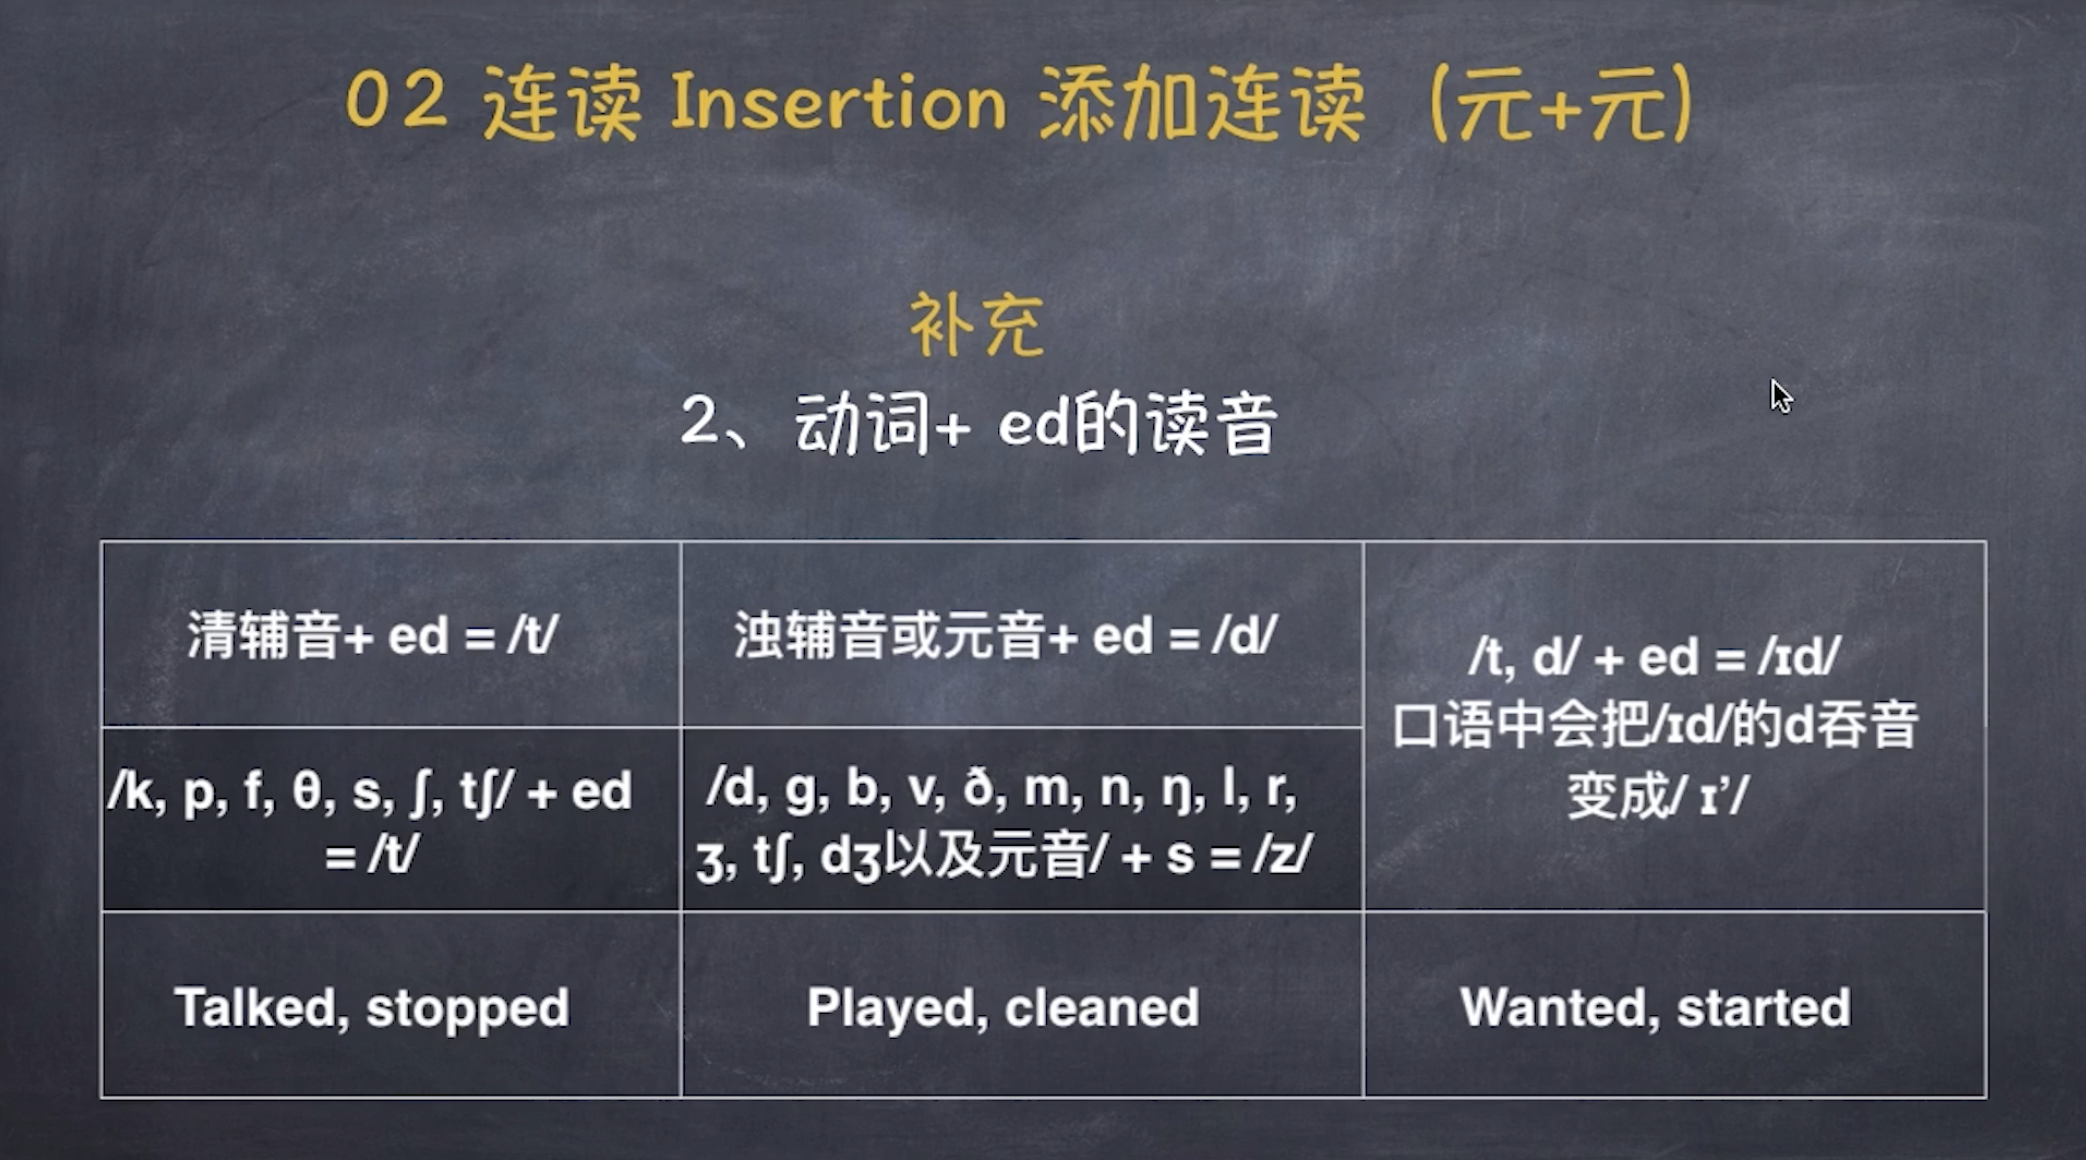 02 连读 Insertion 添加连读（元+元）
补充
2、动词+ ed的读音
清辅音+ ed = /t/
浊辅音或元音+ ed = /d/
/t, d/ + ed = /ɪd/
口语中会把/ɪd/的d吞音
变成/ ɪ’/
/k, p, f, θ, s, ʃ, tʃ/ + ed
= /t/
/d, g, b, v, ð, m, n, ŋ, l, r,
ʒ, tʃ, dʒ以及元音/ + s = /z/
Talked, stopped
Played, cleaned
Wanted, started